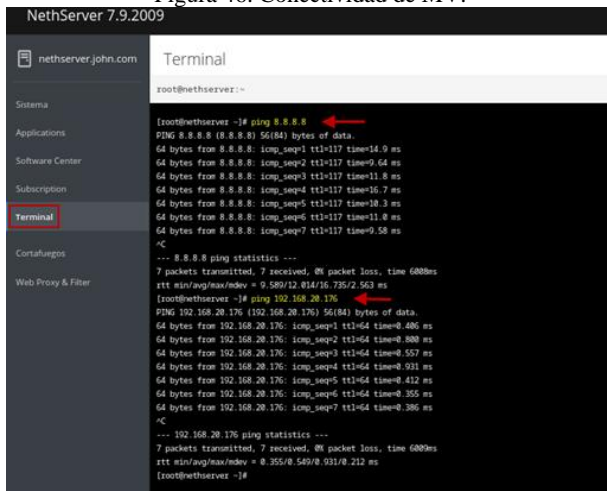 Figura 48. Conectividad de MV.
NethServer 7.9.2009
nethserver.john.com
Terminal
root@nethserver:~
Sistema
Applications
Software Center
Subscription
Terminal
Cortafuegos
Web Proxy & Filter
[root@nethserver ~]# ping 8.8.8.8
PING 8.8.8.8 (8.8.8.8) 56(84) bytes of data.
64 bytes from 8.8.8.8: icmp_seq=1 ttl=117 time=14.9 ms
64 bytes from 8.8.8.8: icmp_seq=2 ttl=117 time=9.64 ms
64 bytes from 8.8.8.8: icmp_seq=3 ttl=117 time=11.8 ms
64 bytes from 8.8.8.8: icmp_seq=4 ttl=117 time=16.7 ms
64 bytes from 8.8.8.8: icmp_seq=5 ttl=117 time=10.3 ms
64 bytes from 8.8.8.8: icmp_seq=6 ttl=117 time=11.0 ms
64 bytes from 8.8.8.8: icmp_seq=7 ttl=117 time=9.58 ms
^C
--- 8.8.8.8 ping statistics ---
7 packets transmitted, 7 received, 0% packet loss, time 6008ms
rtt min/avg/max/mdev = 9.589/12.014/16.735/2.563 ms
[root@nethserver ~]# ping 192.168.20.176
PING 192.168.20.176 (192.168.20.176) 56(84) bytes of data.
64 bytes from 192.168.20.176: icmp_seq=1 ttl=64 time=0.406 ms
64 bytes from 192.168.20.176: icmp_seq=2 ttl=64 time=0.800 ms
64 bytes from 192.168.20.176: icmp_seq=3 ttl=64 time=0.557 ms
64 bytes from 192.168.20.176: icmp_seq=4 ttl=64 time=0.931 ms
64 bytes from 192.168.20.176: icmp_seq=5 ttl=64 time=0.412 ms
64 bytes from 192.168.20.176: icmp_seq=6 ttl=64 time=0.355 ms
64 bytes from 192.168.20.176: icmp_seq=7 ttl=64 time=0.386 ms
^C
--- 192.168.20.176 ping statistics ---
7 packets transmitted, 7 received, 0% packet loss, time 6009ms
rtt min/avg/max/mdev = 0.355/0.549/0.931/0.212 ms
[root@nethserver ~]#